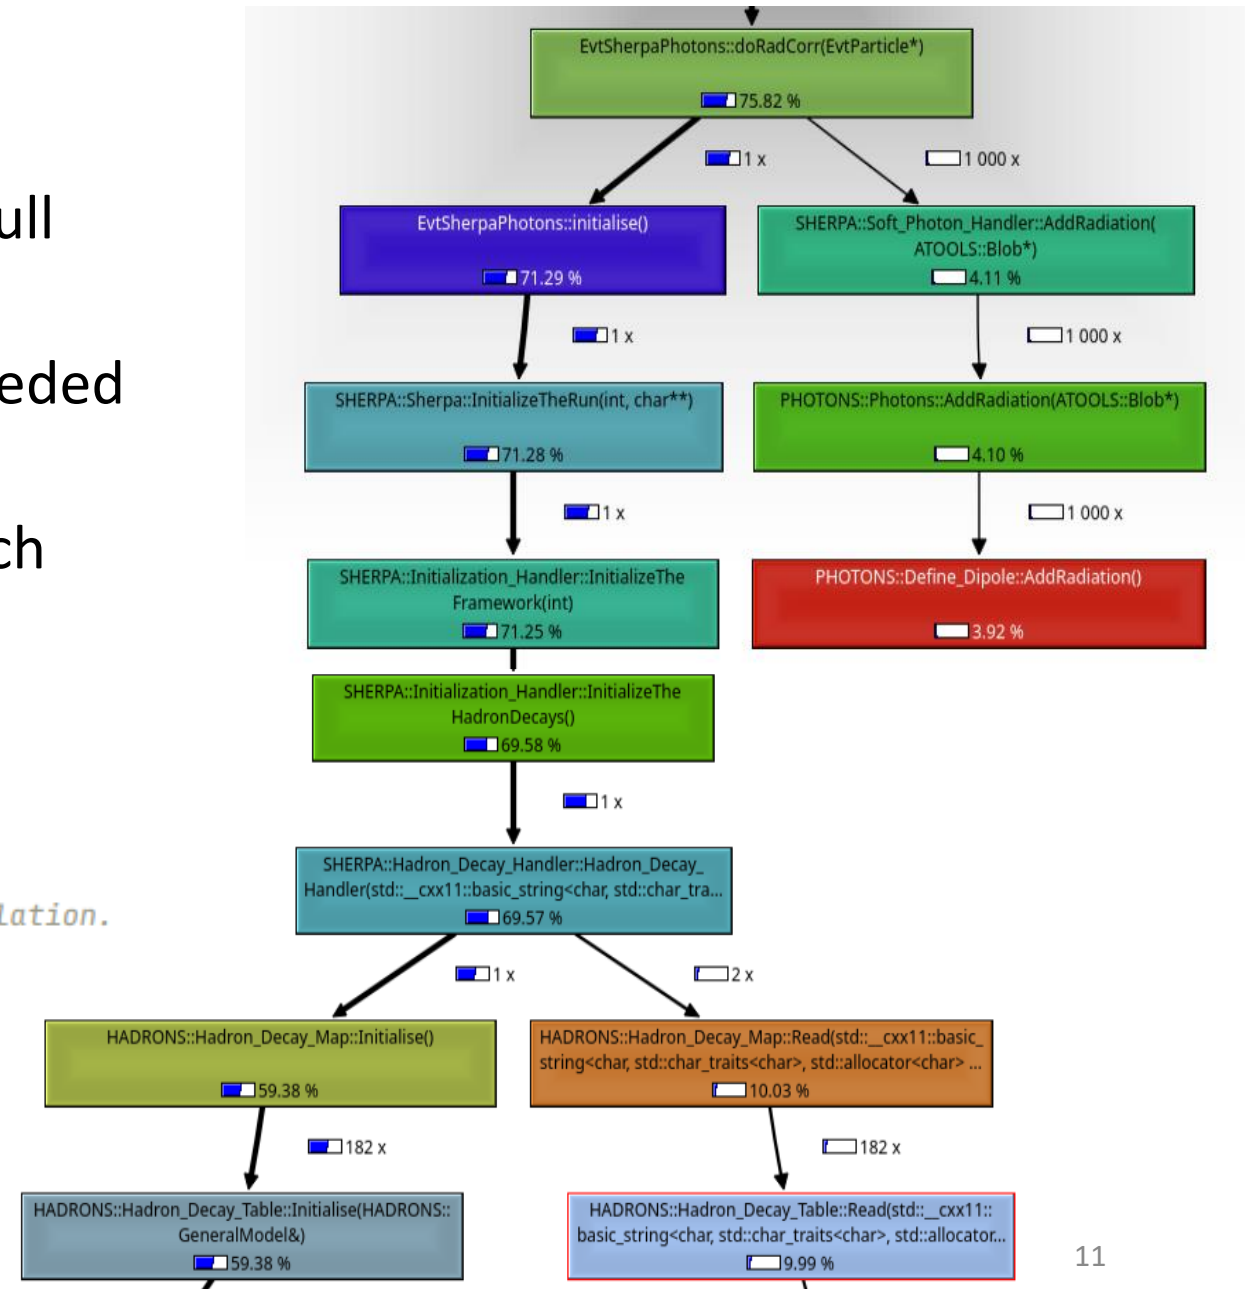 EvtSherpaPhotons::doRadCorr(EvtParticle*)
75.82 %
1 x
1 000 x
ull
EvtSherpaPhotons::initialise()
71.29 %
SHERPA::Soft_Photon_Handler::AddRadiation(
ATOOLS::Blob*)
4.11 %
1 x
1 000 x
eded
SHERPA::Sherpa::InitializeTheRun(int, char**)
71.28 %
PHOTONS::Photons::AddRadiation(ATOOLS::Blob*)
4.10 %
1 x
1 000 x
ch
SHERPA::Initialization_Handler::InitializeThe
Framework(int)
71.25 %
PHOTONS::Define_Dipole::AddRadiation()
3.92 %
SHERPA::Initialization_Handler::InitializeThe
HadronDecays()
69.58 %
1 x
SHERPA::Hadron_Decay_Handler::Hadron_Decay_
Handler(std::__cxx11::basic_string<char, std::char_tra...
69.57 %
lation.
1 x
2 x
HADRONS::Hadron_Decay_Map::Initialise()
59.38 %
HADRONS::Hadron_Decay_Map::Read(std::__cxx11::basic_
string<char, std::char_traits<char>, std::allocator<char> ...
10.03 %
182 x
182 x
HADRONS::Hadron_Decay_Table::Initialise(HADRONS::
GeneralModel&)
59.38 %
HADRONS::Hadron_Decay_Table::Read(std::__cxx11::
basic_string<char, std::char_traits<char>, std::allocator...
9.99 %
11